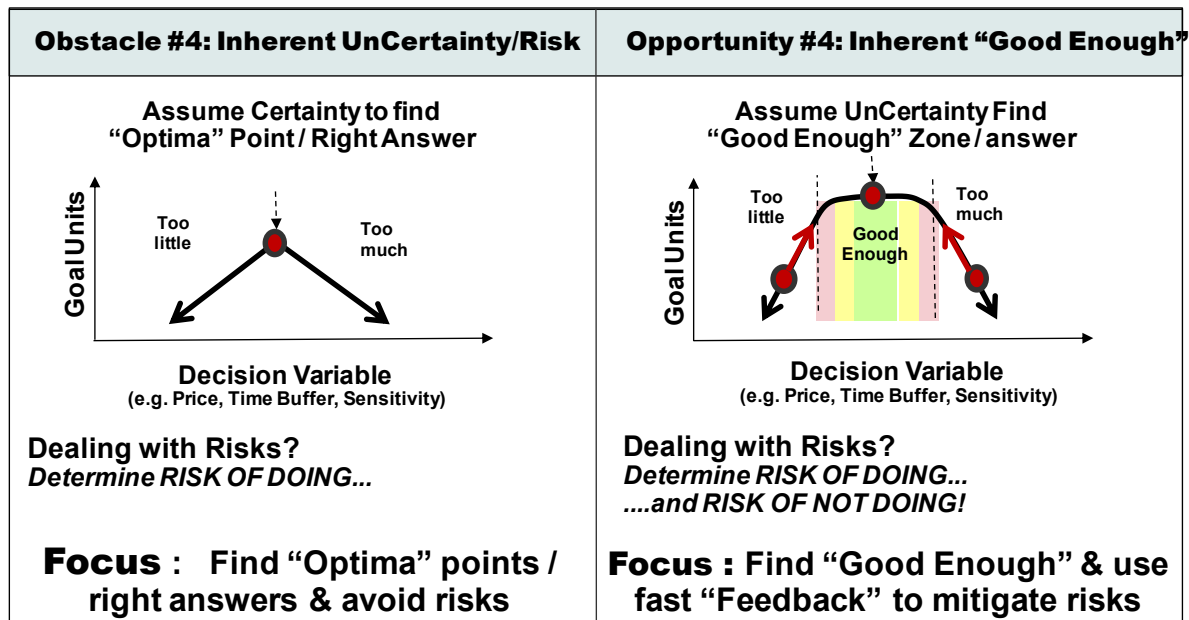 Obstacle #4: Inherent UnCertainty/Risk
Assume Certainty to find
“Optima” Point / Right Answer
Goal Units
Too
little
Too
much
Decision Variable
(e.g. Price, Time Buffer, Sensitivity)
Dealing with Risks?
Determine RISK OF DOING...
Focus : Find “Optima” points /
right answers & avoid risks
Opportunity #4: Inherent “Good Enough”
Assume UnCertainty Find
“Good Enough” Zone / answer
Goal Units
Too
little
Good
Enough
Too
much
Decision Variable
(e.g. Price, Time Buffer, Sensitivity)
Dealing with Risks?
Determine RISK OF DOING...
....and RISK OF NOT DOING!
Focus : Find “Good Enough” & use
fast “Feedback” to mitigate risks